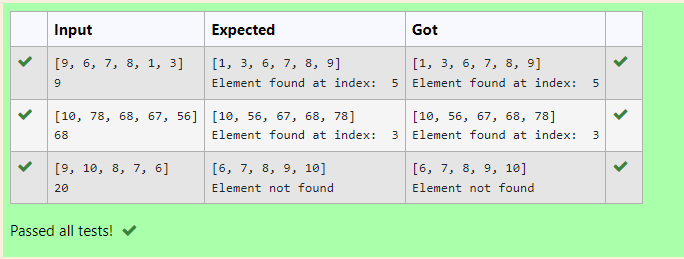 Input Expected Got
[9, 6, 7, 8, 1, 3] [1, 3, 6, 7, 8, 9] [1, 3, 6, 7, 8, 9]
9 Element found at index:  5 Element found at index:  5
[10, 78, 68, 67, 56] [10, 56, 67, 68, 78] [10, 56, 67, 68, 78]
68 Element found at index:  3 Element found at index:  3
[9, 10, 8, 7, 6] [6, 7, 8, 9, 10] [6, 7, 8, 9, 10]
20 Element not found Element not found
Passed all tests!